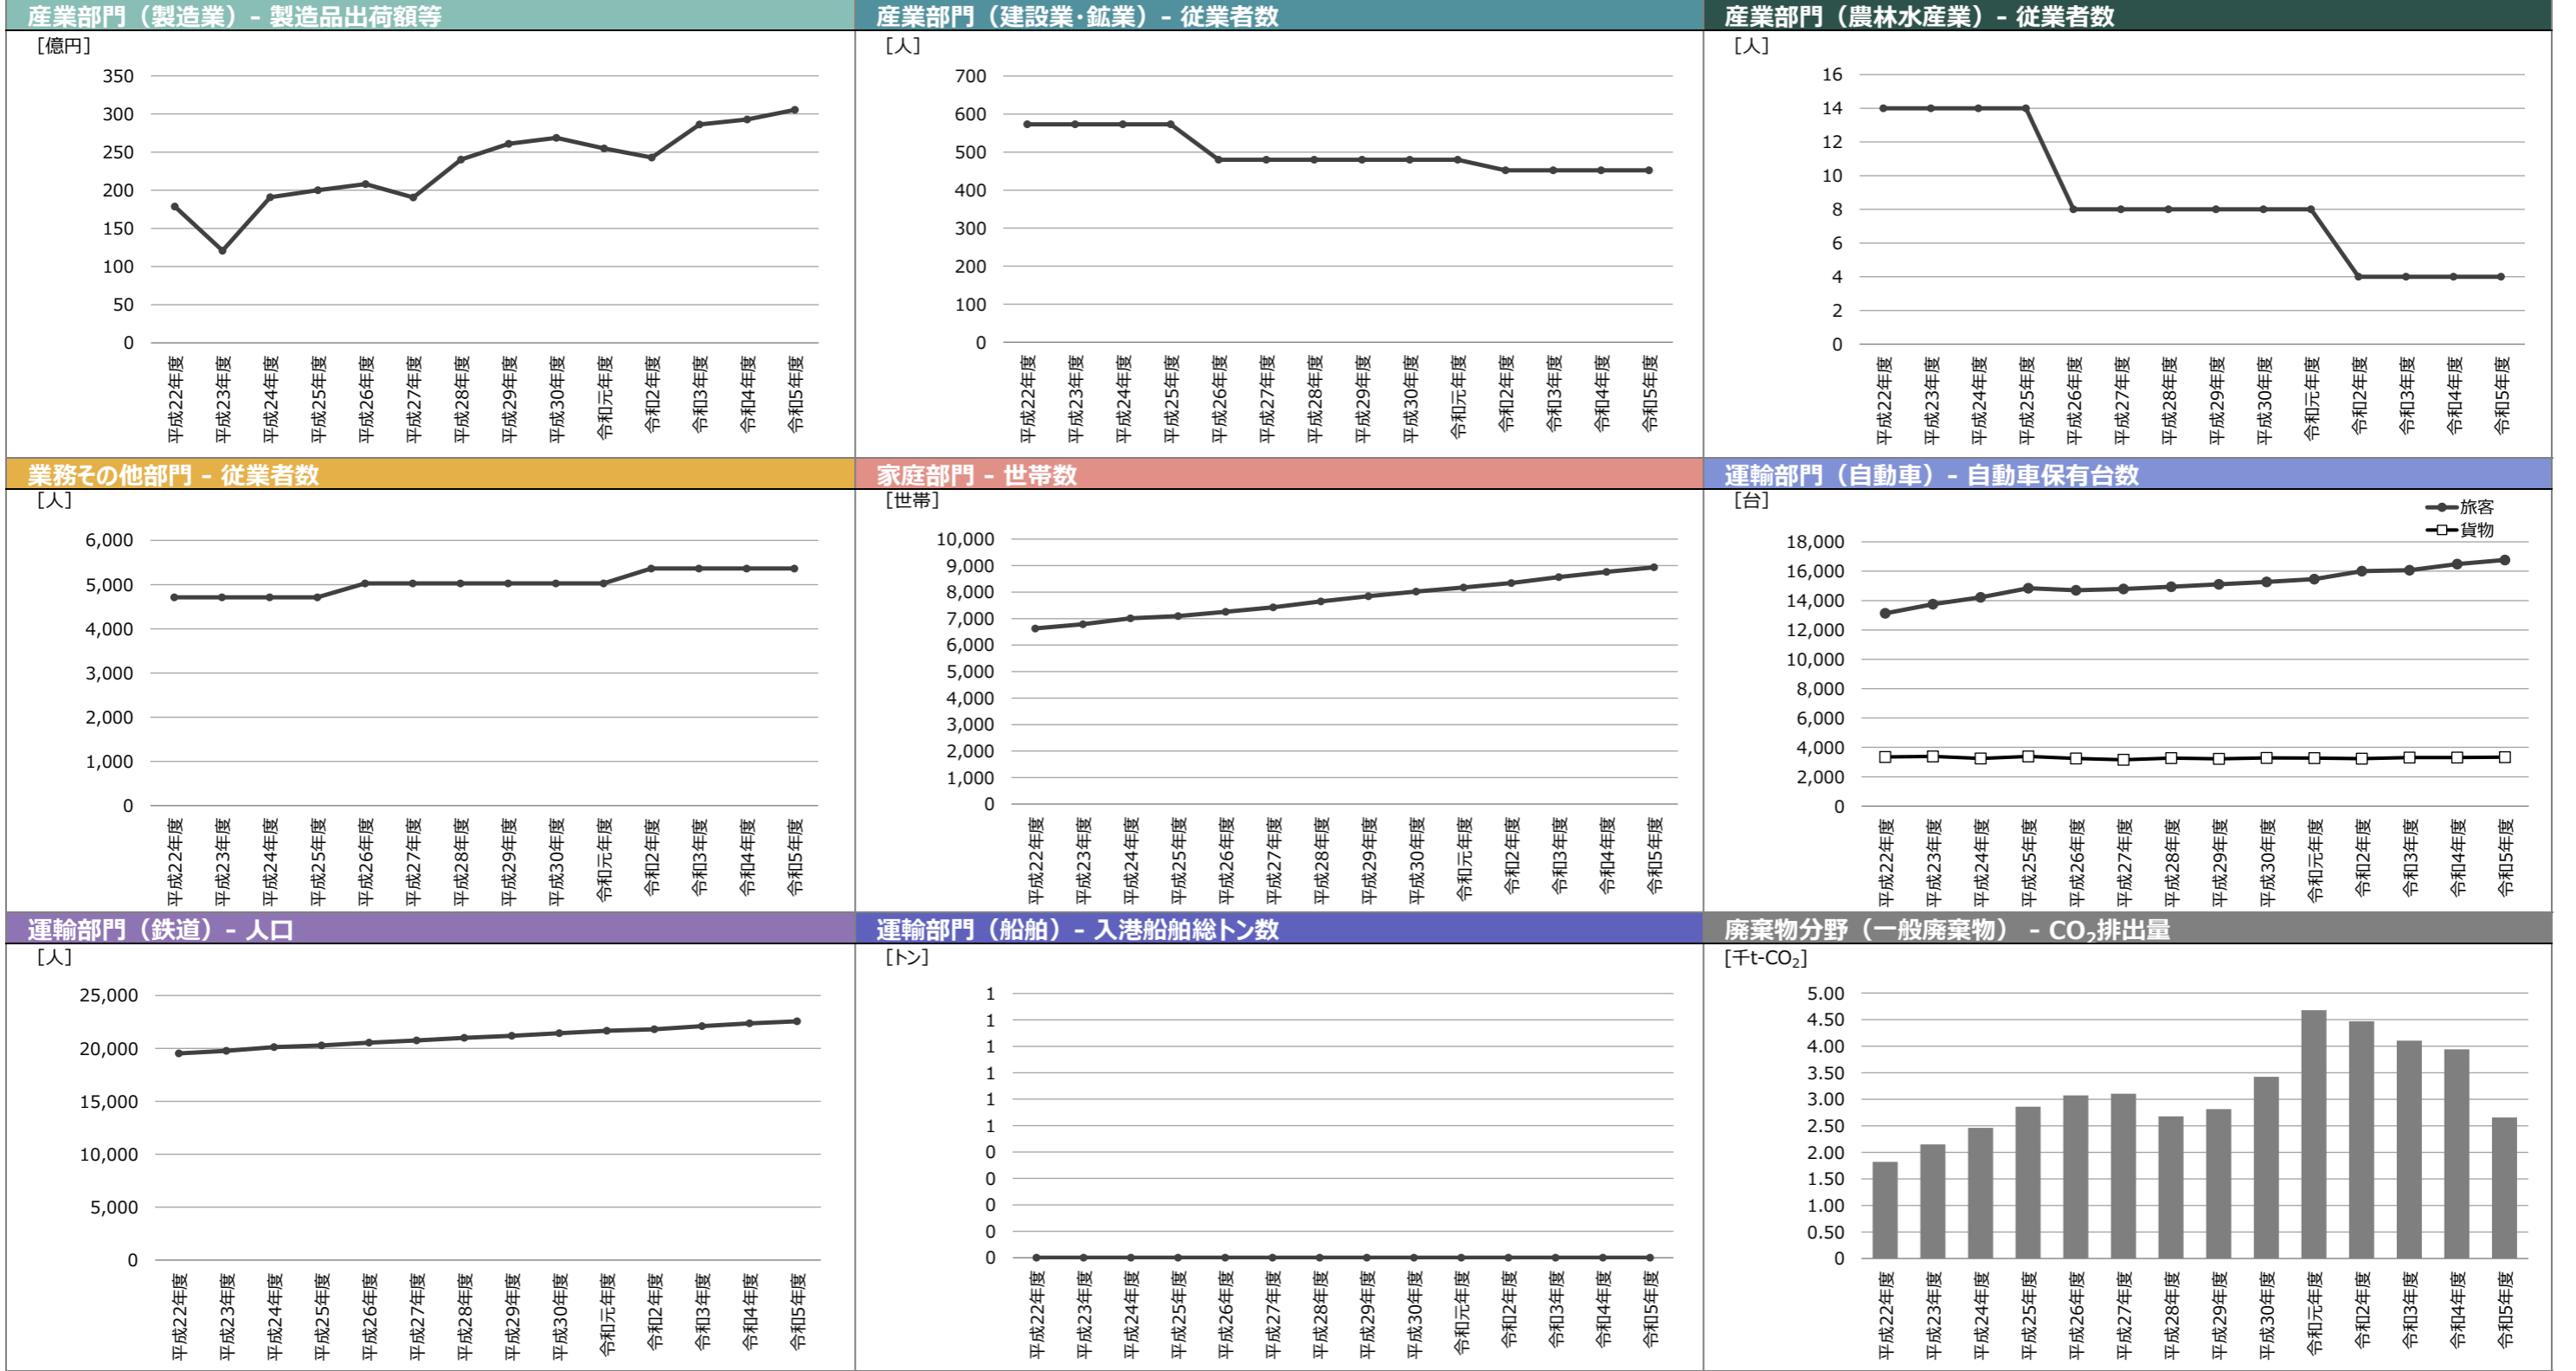 産業部門（製造業）- 製造品出荷額等
[億円]
350
300
250
200
150
100
50
0
平成22年度
平成23年度
平成24年度
平成25年度
平成26年度
平成27年度
平成28年度
平成29年度
平成30年度
令和元年度
令和2年度
令和3年度
令和4年度
令和5年度
産業部門（建設業･鉱業）- 従業者数
[人]
700
600
500
400
300
200
100
0
平成22年度
平成23年度
平成24年度
平成25年度
平成26年度
平成27年度
平成28年度
平成29年度
平成30年度
令和元年度
令和2年度
令和3年度
令和4年度
令和5年度
産業部門（農林水産業）- 従業者数
[人]
16
14
12
10
8
6
4
2
0
平成22年度
平成23年度
平成24年度
平成25年度
平成26年度
平成27年度
平成28年度
平成29年度
平成30年度
令和元年度
令和2年度
令和3年度
令和4年度
令和5年度
業務その他部門 - 従業者数
[人]
6,000
5,000
4,000
3,000
2,000
1,000
0
平成22年度
平成23年度
平成24年度
平成25年度
平成26年度
平成27年度
平成28年度
平成29年度
平成30年度
令和元年度
令和2年度
令和3年度
令和4年度
令和5年度
家庭部門 - 世帯数
[世帯]
10,000
9,000
8,000
7,000
6,000
5,000
4,000
3,000
2,000
1,000
0
平成22年度
平成23年度
平成24年度
平成25年度
平成26年度
平成27年度
平成28年度
平成29年度
平成30年度
令和元年度
令和2年度
令和3年度
令和4年度
令和5年度
運輸部門（自動車）- 自動車保有台数
[台]
旅客
貨物
18,000
16,000
14,000
12,000
10,000
8,000
6,000
4,000
2,000
0
平成22年度
平成23年度
平成24年度
平成25年度
平成26年度
平成27年度
平成28年度
平成29年度
平成30年度
令和元年度
令和2年度
令和3年度
令和4年度
令和5年度
運輸部門（鉄道）- 人口
[人]
25,000
20,000
15,000
10,000
5,000
0
平成22年度
平成23年度
平成24年度
平成25年度
平成26年度
平成27年度
平成28年度
平成29年度
平成30年度
令和元年度
令和2年度
令和3年度
令和4年度
令和5年度
運輸部門（船舶）- 入港船舶総トン数
[トン]
1
1
1
1
1
1
0
0
0
0
0
平成22年度
平成23年度
平成24年度
平成25年度
平成26年度
平成27年度
平成28年度
平成29年度
平成30年度
令和元年度
令和2年度
令和3年度
令和4年度
令和5年度
廃棄物分野（一般廃棄物） - CO₂排出量
[千t-CO₂]
5.00
4.50
4.00
3.50
3.00
2.50
2.00
1.50
1.00
0.50
0
平成22年度
平成23年度
平成24年度
平成25年度
平成26年度
平成27年度
平成28年度
平成29年度
平成30年度
令和元年度
令和2年度
令和3年度
令和4年度
令和5年度